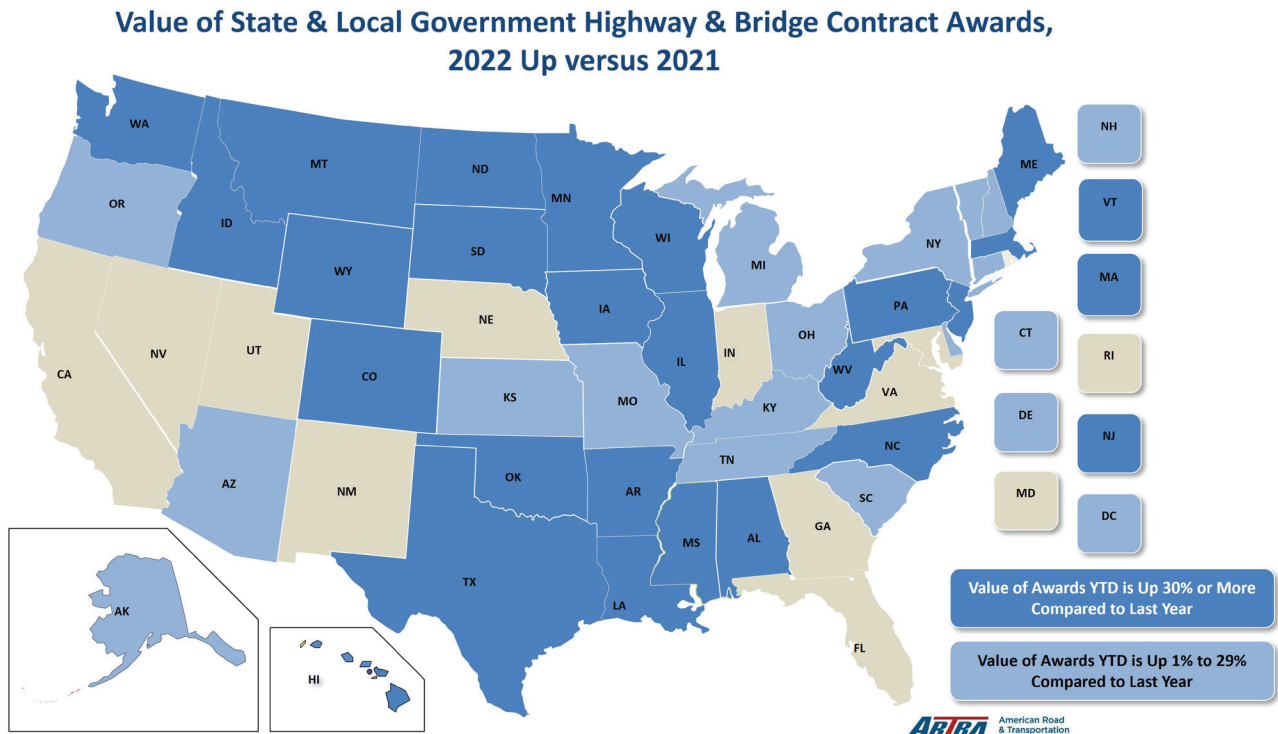 Value of State & Local Government Highway & Bridge Contract Awards,
2022 Up versus 2021
WA
MT
ND
MN
ME
NH
OR
ID
WY
SD
WI
MI
NY
VT
MA
NE
IA
PA
CT
RI
CA
NV
UT
CO
KS
MO
IL
IN
OH
WV
VA
KY
DE
NJ
AZ
NM
OK
AR
TN
NC
SC
MD
DC
TX
LA
MS
AL
GA
FL
AK
HI
Value of Awards YTD is Up 30% or More
Compared to Last Year
Value of Awards YTD is Up 1% to 29%
Compared to Last Year
ARTBA
American Road
& Transportation